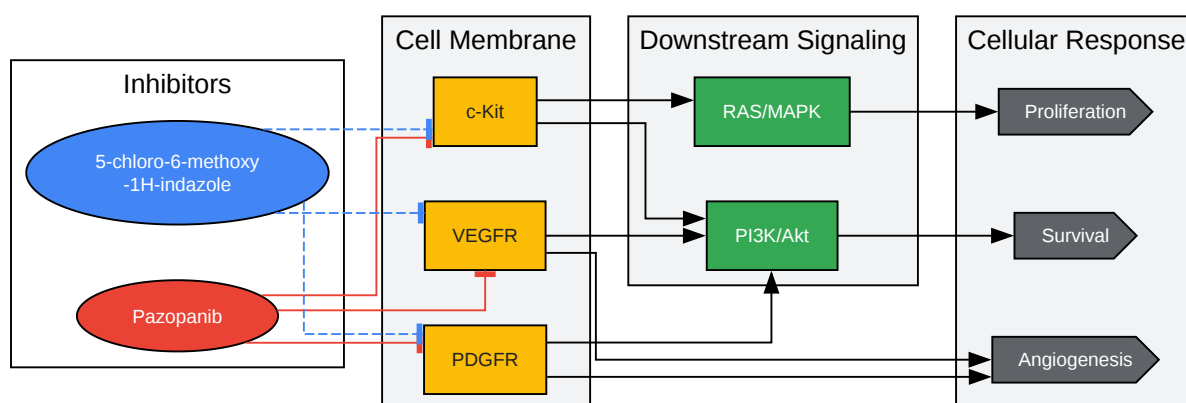 Inhibitors
5-chloro-6-methoxy
-1H-indazole
Pazopanib
Cell Membrane
c-Kit
VEGFR
PDGFR
Downstream Signaling
RAS/MAPK
PI3K/Akt
Cellular Response
Proliferation
Survival
Angiogenesis